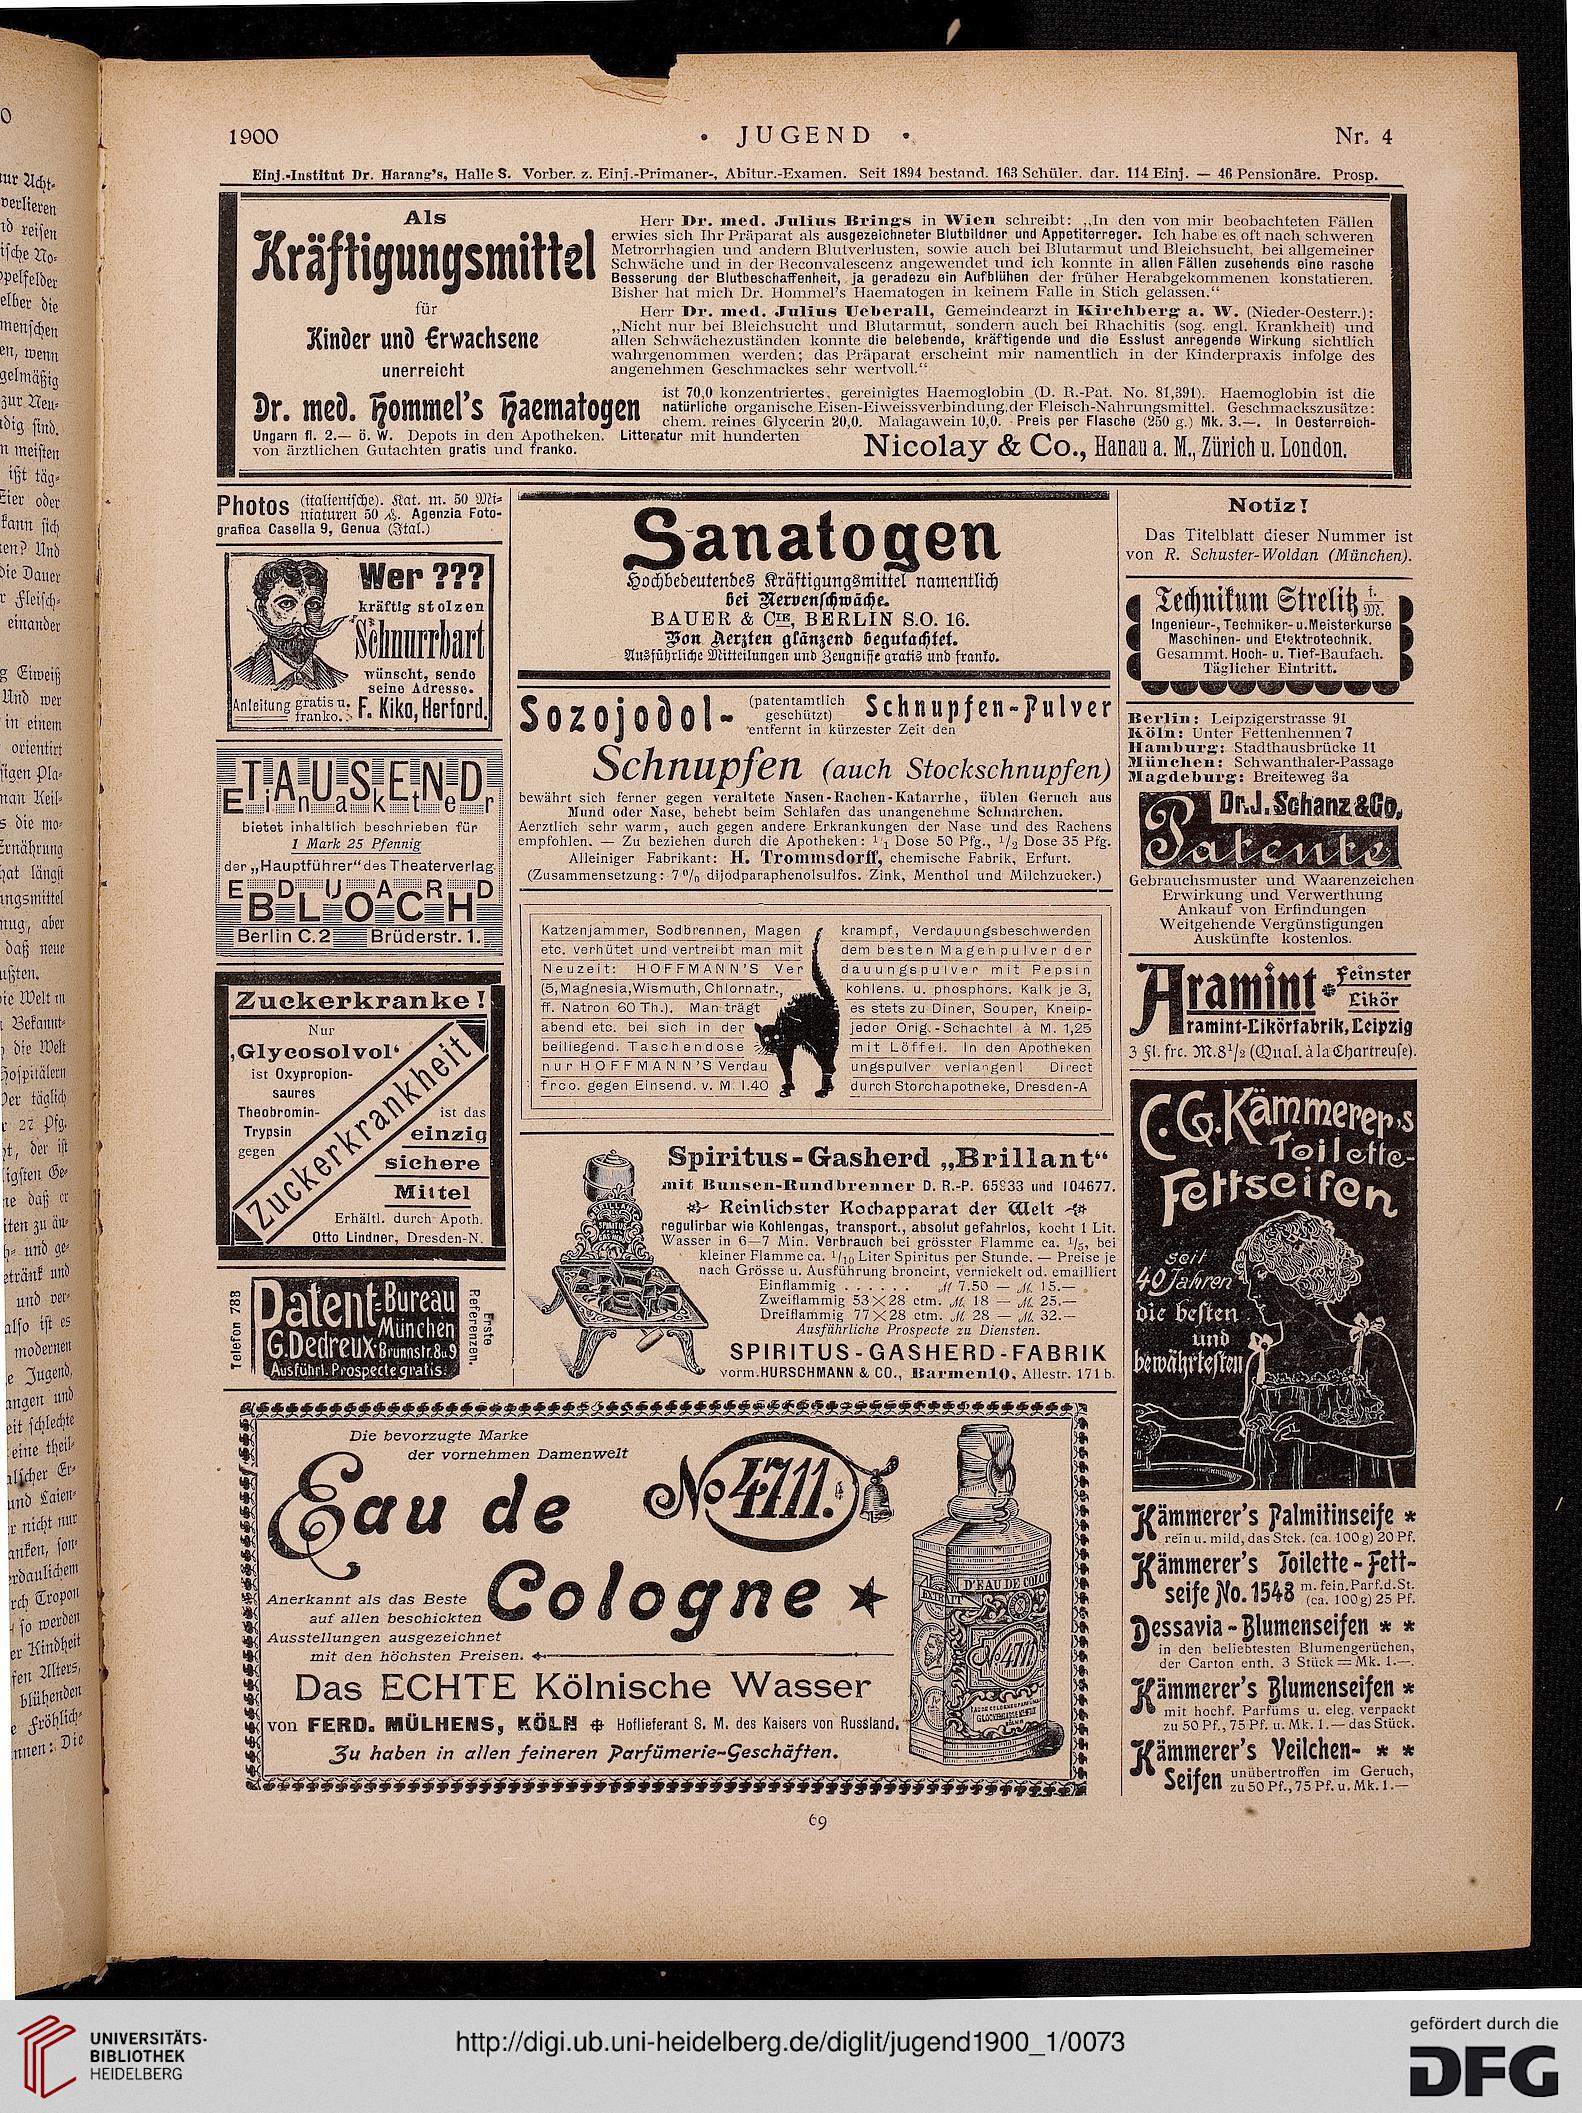 1900
• JUGEND •
Nr. 4
Einj.-Institut Dr. Harang's, Halle S. Vorber. z. Einj.-Primaner-, Abitur.-Examen. Seit 1894 bestand. 163 Schüler. dar. 114 Einj. — 46 Pensionäre. Prosp.
Als
Kräftigungsmittel
für
Kinder und Erwachsene
unerreicht
Herr Dr. med. Julius Brings in Wien schreibt: „In den von mir beobachteten Fällen
erwies sich Ihr Präparat als ausgezeichneter Blutbildner und Appetiterreger. Ich habe es oft nach schweren
Metrorrhagien und andern Blutverlusten, sowie auch bei Blutarmut und Bleichsucht, bei allgemeiner
Schwäche und in der Reconvalescenz angewendet und ich konnte in allen Fällen zusehends eine rasche
Besserung der Blutbeschaffenheit, ja geradezu ein Aufblühen der früher Herabgekommenen konstatieren.
Bisher hat mich Dr. Hommel's Haematogen in keinem Falle in Stich gelassen.“
Herr Dr. med. Julius Ueberall, Gemeindearzt in Kirchberg a. W. (Nieder-Oesterr.):
„Nicht nur bei Bleichsucht und Blutarmut, sondern auch bei Rhachitis (sog. engl. Krankheit) und
allen Schwächezuständen konnte die belebende, kräftigende und die Esslust anregende Wirkung sichtlich
wahrgenommen werden; das Präparat erscheint mir namentlich in der Kinderpraxis infolge des
angenehmen Geschmackes sehr wertvoll.“
Dr. med. Hommel's Haematogen
ist 70,0 konzentriertes, gereinigtes Haemoglobin (D. R.-Pat. No. 81,391). Haemoglobin ist die
natürliche organische Eisen-Eiweissverbindung der Fleisch-Nahrungsmittel. Geschmackszusätze:
chem. reines Glycerin 20,0. Malagawein 10,0. Preis per Flasche (250 g.) Mk. 3.—. In Oesterreich-
Ungarn fl. 2.— ö. W. Depots in den Apotheken. Litteratur mit hunderten
von ärztlichen Gutachten gratis und franko.
Nicolay & Co., Hanau a. M., Zürich u. London.
Photos (italienische). Kat. m. 50 Mi-
niaturen 50 ₰. Agenzia Foto-
grafica Casella 9, Genua (Ital.)
Wer ???
kräftig stolzen
Schnurrbart
wünscht, sende
seine Adresse.
Anleitung gratis u. franko. F. Kiko, Herford.
TAUSEND
EinaskteDr
bietet inhaltlich beschrieben für
1 Mark 25 Pfennig
der „Hauptführer“ des Theaterverlag
EDUARD
BLOCH
Berlin C. 2 Brüderstr. 1.
Zuckerkranke!
Nur
„Glycosolvol“
ist Oxypropion-
saures
Theobromin-
Trypsin
gegen
Zuckerkrankheit
ist das
einzig
sichere
Mittel
Erhältl. durch Apoth.
Otto Lindner, Dresden-N.
Telefon 788
Patent-Bureau
München
G. Dedreux Brunnstr. 8 u. 9
Ausführl. Prospecte gratis.
Erste
Referenzen.
Sanatogen
Hochbedeutendes Kräftigungsmittel namentlich
bei Nervenschwäche.
BAUER & CIE, BERLIN S.O. 16.
Von Aerzten glänzend begutachtet.
Ausführliche Mitteilungen und Zeugnisse gratis und franko.
Sozojodol- (patentamtlich geschützt) Schnupfen-Pulver
entfernt in kürzester Zeit den
Schnupfen (auch Stockschnupfen)
bewährt sich ferner gegen veraltete Nasen-Rachen-Katarrhe, üblen Geruch aus
Mund oder Nase, behebt beim Schlafen das unangenehme Schnarchen.
Aerztlich sehr warm, auch gegen andere Erkrankungen der Nase und des Rachens
empfohlen. — Zu beziehen durch die Apotheken: 1/1 Dose 50 Pfg., 1/2 Dose 35 Pfg.
Alleiniger Fabrikant: H. Trommsdorff, chemische Fabrik, Erfurt.
(Zusammensetzung: 7 % dijodparaphenolsulfos. Zink, Menthol und Milchzucker.)
Katzenjammer, Sodbrennen, Magen krampf, Verdauungsbeschwerden
etc. verhütet und vertreibt man mit dem besten Magenpulver der
Neuzeit: HOFFMANN'S Ver dauungspulver mit Pepsin
(5, Magnesia, Wismuth, Chlornatr., kohlens. u. phosphors. Kalk je 3,
ff. Natron 60 Th.). Man trägt es stets zu Diner, Souper, Kneip-
abend etc. bei sich in der jeder Orig.-Schachtel à M. 1,25
beiliegend. Taschendose mit Löffel. In den Apotheken
nur HOFFMANN'S Verdau ungspulver verlangen! Direct
frco. gegen Einsend. v. M. 1.40 durch Storchapotheke, Dresden-A
Spiritus-Gasherd „Brillant“
mit Bunsen-Rundbrenner D. R.-P. 65933 und 104677.
Reinlichster Kochapparat der Welt
regulirbar wie Kohlengas, transport., absolut gefahrlos, kocht 1 Lit.
Wasser in 6—7 Min. Verbrauch bei grösster Flamme ca. 1/5, bei
kleiner Flamme ca. 1/10 Liter Spiritus per Stunde. — Preise je
nach Grösse u. Ausführung broncirt, vernickelt od. emailliert
Einflammig . . . . . . ℳ 7.50 — ℳ 15.—
Zweiflammig 53×28 ctm. ℳ 18 — ℳ 25.—
Dreiflammig 77×28 ctm. ℳ 28 — ℳ 32.—
Ausführliche Prospecte zu Diensten.
SPIRITUS-GASHERD-FABRIK
vorm. HURSCHMANN & CO., Barmen 10, Allestr. 171 b.
Die bevorzugte Marke
der vornehmen Damenwelt
Eau de
No 4711.
Cologne
Anerkannt als das Beste
auf allen beschickten
Ausstellungen ausgezeichnet
mit den höchsten Preisen.
D'EAU DE COLOG
No 4711
Das ECHTE Kölnische Wasser
von FERD. MÜLHENS, KÖLN ✠ Hoflieferant S. M. des Kaisers von Russland.
Zu haben in allen feineren Parfümerie-Geschäften.
Notiz!
Das Titelblatt dieser Nummer ist
von R. Schuster-Woldan (München).
Technikum Strelitz i. M.
Ingenieur-, Techniker- u. Meisterkurse
Maschinen- und Elektrotechnik.
Gesammt. Hoch- u. Tief-Baufach.
Täglicher Eintritt.
Berlin: Leipzigerstrasse 91
Köln: Unter Fettenhennen 7
Hamburg: Stadthausbrücke 11
München: Schwanthaler-Passage
Magdeburg: Breiteweg 3a
Dr. J. Schanz & Co.
Patente
Gebrauchsmuster und Waarenzeichen
Erwirkung und Verwerthung
Ankauf von Erfindungen
Weitgehende Vergünstigungen
Auskünfte kostenlos.
Aramint Feinster
Likör
Aramint-Likörfabrik, Leipzig
3 Fl. frc. M. 8 1/2 (Qual. à la Chartreuse).
C. G. Kämmerer's
Toilette-
Fettseifen
seit
40 Jahren
die besten
und
bewährtesten
Kämmerer's Palmitinseife *
rein u. mild, das Stck. (ca. 100 g) 20 Pf.
Kämmerer's Toilette-Fett-
seife No. 1548 m. fein. Parf. d. St. (ca. 100 g) 25 Pf.
Dessavia-Blumenseifen * *
in den beliebtesten Blumengerüchen,
der Carton enth. 3 Stück = Mk. 1.—.
Kämmerer's Blumenseifen *
mit hochf. Parfüms u. eleg. verpackt
zu 50 Pf., 75 Pf. u. Mk. 1.— das Stück.
Kämmerer's Veilchen- * *
Seifen unübertroffen im Geruch,
zu 50 Pf., 75 Pf. u. Mk. 1.—
69
UNIVERSITÄTS-
BIBLIOTHEK
HEIDELBERG
http://digi.ub.uni-heidelberg.de/diglit/jugend1900_1/0073
gefördert durch die
DFG